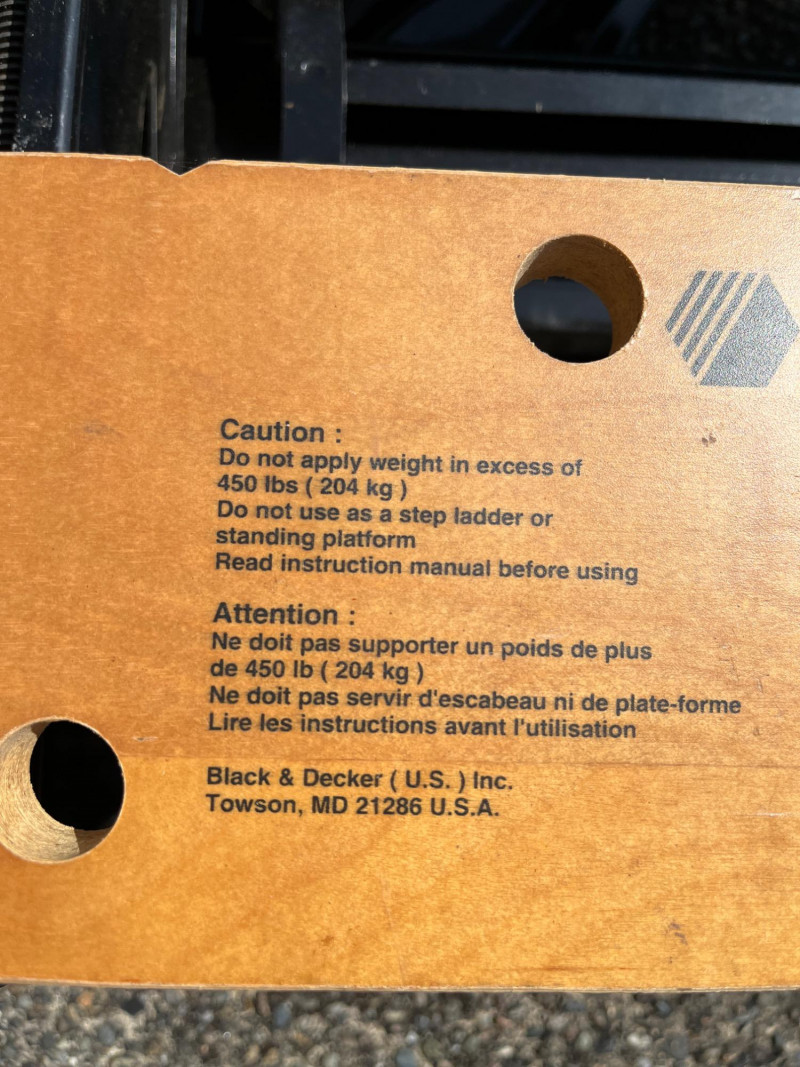 Caution :
Do not apply weight in excess of
450 lbs ( 204 kg )
Do not use as a step ladder or
standing platform
Read instruction manual before using
Attention :
Ne doit pas supporter un poids de plus
de 450 lb ( 204 kg )
Ne doit pas servir d'escabeau ni de plate-forme
Lire les instructions avant l'utilisation
Black & Decker ( U.S. ) Inc.
Towson, MD 21286 U.S.A.